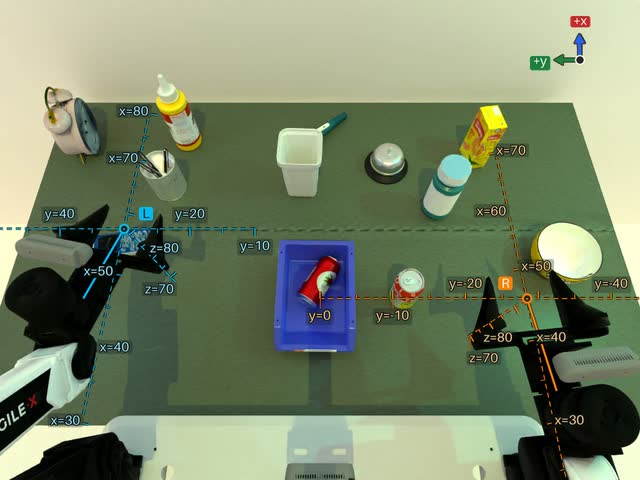 +x
+y
x=80
x=70
x=70
y=40
L
y=20
x=60
y=10
z=80
x=50
x=50
z=70
y=-20
R
y=-40
y=0
y=-10
z=80
x=40
x=40
z=70
GILE X
x=30
x=30